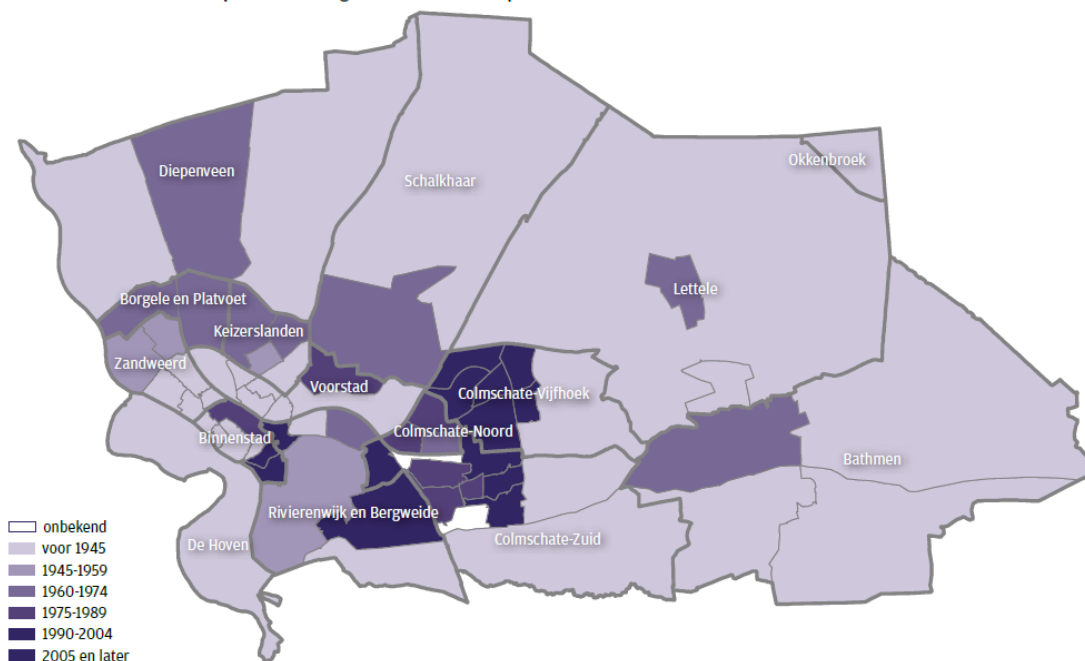 Diepenveen
Schalkhaar
Okkenbroek
Lettele
Borgele en Platvoet
Keizerslanden
Zandweerd
Voorstad
Colmschate-Vijfhoek
Colmschate-Noord
Binnenstad
Bathmen
Rivierenwijk en Bergweide
De Hoven
Colmschate-Zuid
onbekend
voor 1945
1945-1959
1960-1974
1975-1989
1990-2004
2005 en later